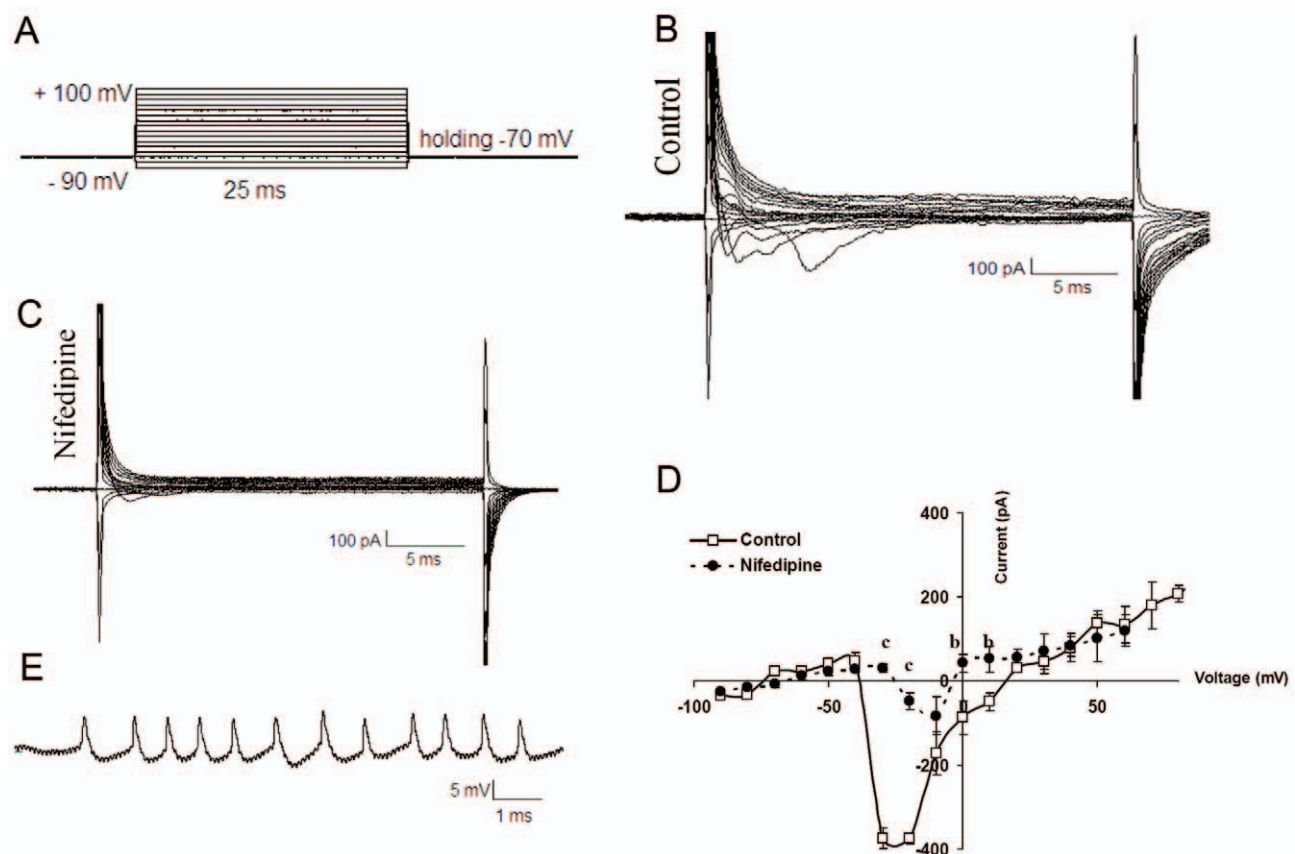 A
+ 100 mV
holding -70 mV
- 90 mV
25 ms
B
Control
100 pA
5 ms
C
Nifedipine
100 pA
5 ms
D
400
Current (pA)
Control
Nifedipine
200
c
b
b
c
0
Voltage (mV)
-100
-50
50
-200
-400
E
5 mV
1 ms